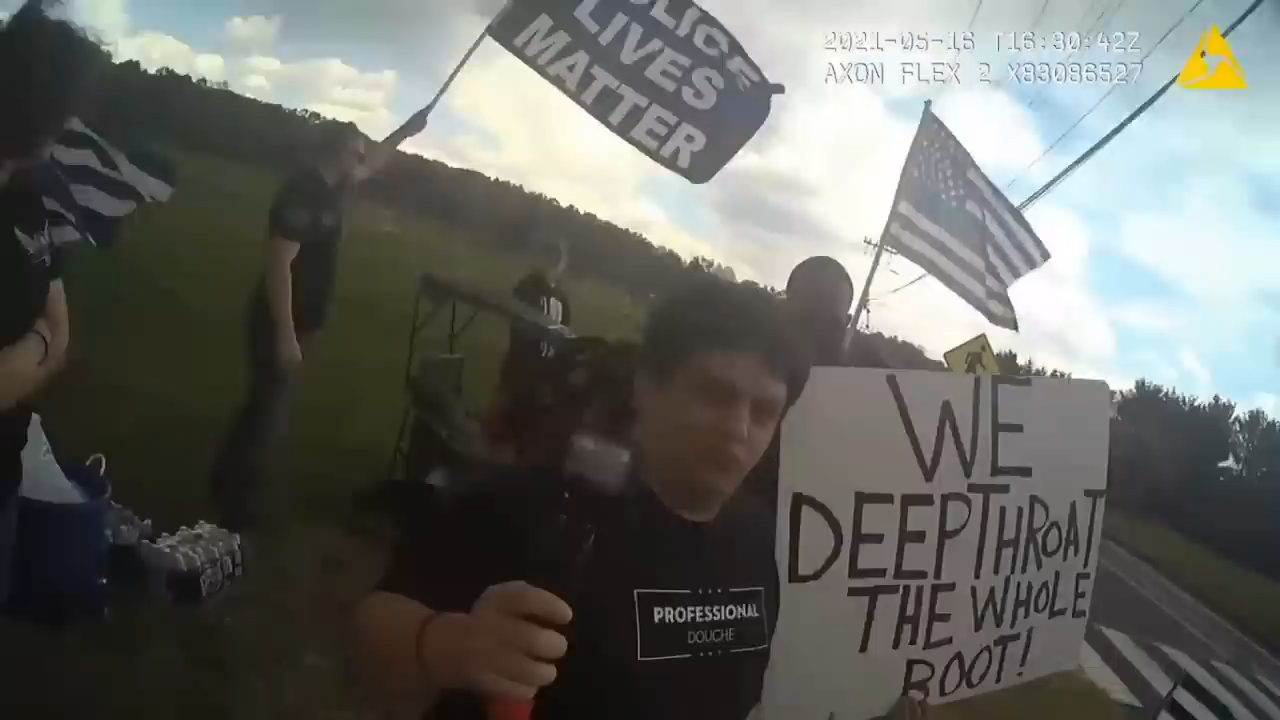 2021-05-16 T16:30:42Z
AXON FLEX 2 X83086527
LIVES
MATTER
WE
DEEPTHROAT
THE WHOLE
BOOT!
PROFESSIONAL
DOUCHE